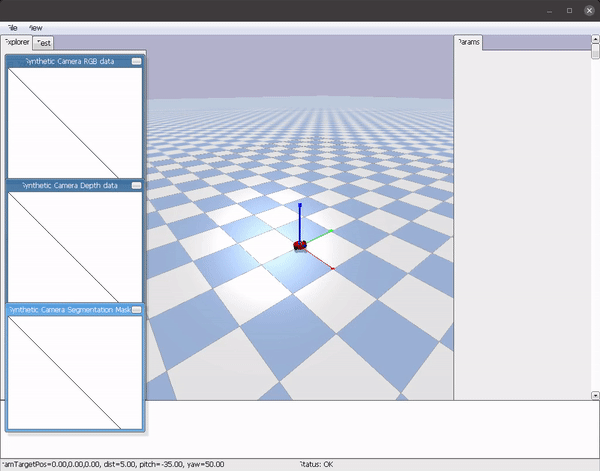 File View
Explorer Test
Params
Synthetic Camera RGB data
Synthetic Camera Depth data
Synthetic Camera Segmentation Mask
amTargetPos=0.00,0.00,0.00, dist=5.00, pitch=-35.00, yaw=50.00
Status: OK